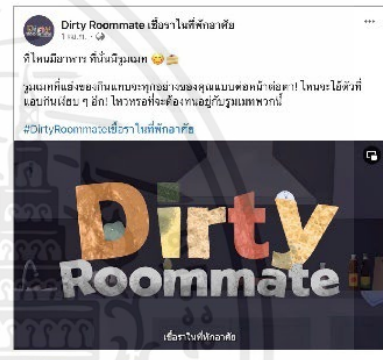 Dirty Roommate เชื้อราในที่พักอาศัย
ที่ไหนมีอาหาร ที่นั่นมีรูมเมท
รูมเมทที่แย่งของกินแทบจะทุกอย่างของคุณแบบต่อหน้าต่อตา! ไหนจะไอ้ตัวที่
แอบกินเงียบ ๆ อีก! ไหวหรอที่จะต้องทนอยู่กับรูมเมทพวกนี้
#DirtyRoommateเชื้อราในที่พักอาศัย
Dirty
Roommate
เชื้อราในที่พักอาศัย